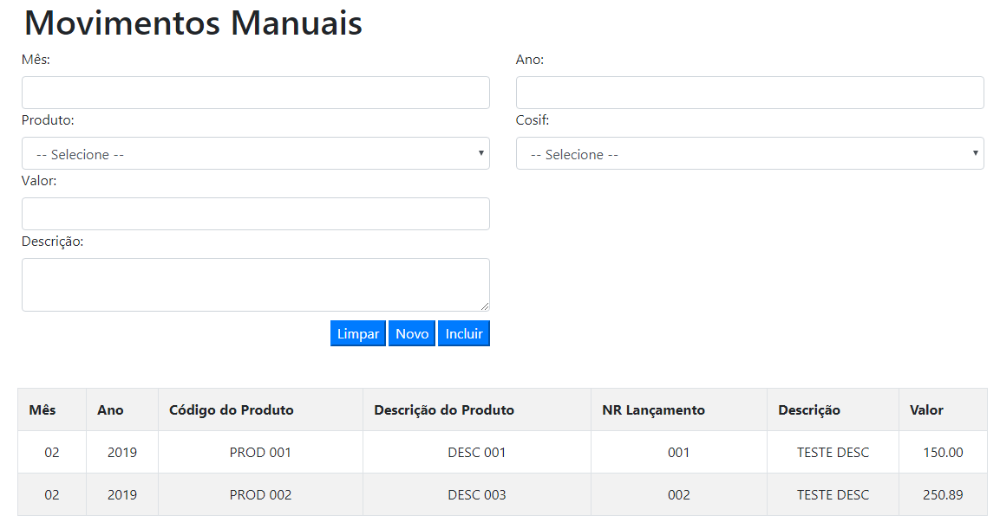 Movimentos Manuais
Mês: Ano:
Produto: Cosif:
-- Selecione -- -- Selecione --
Valor:
Descrição:
Limpar Novo Incluir
Mês Ano Código do Produto Descrição do Produto NR Lançamento Descrição Valor
02 2019 PROD 001 DESC 001 001 TESTE DESC 150.00
02 2019 PROD 002 DESC 003 002 TESTE DESC 250.89